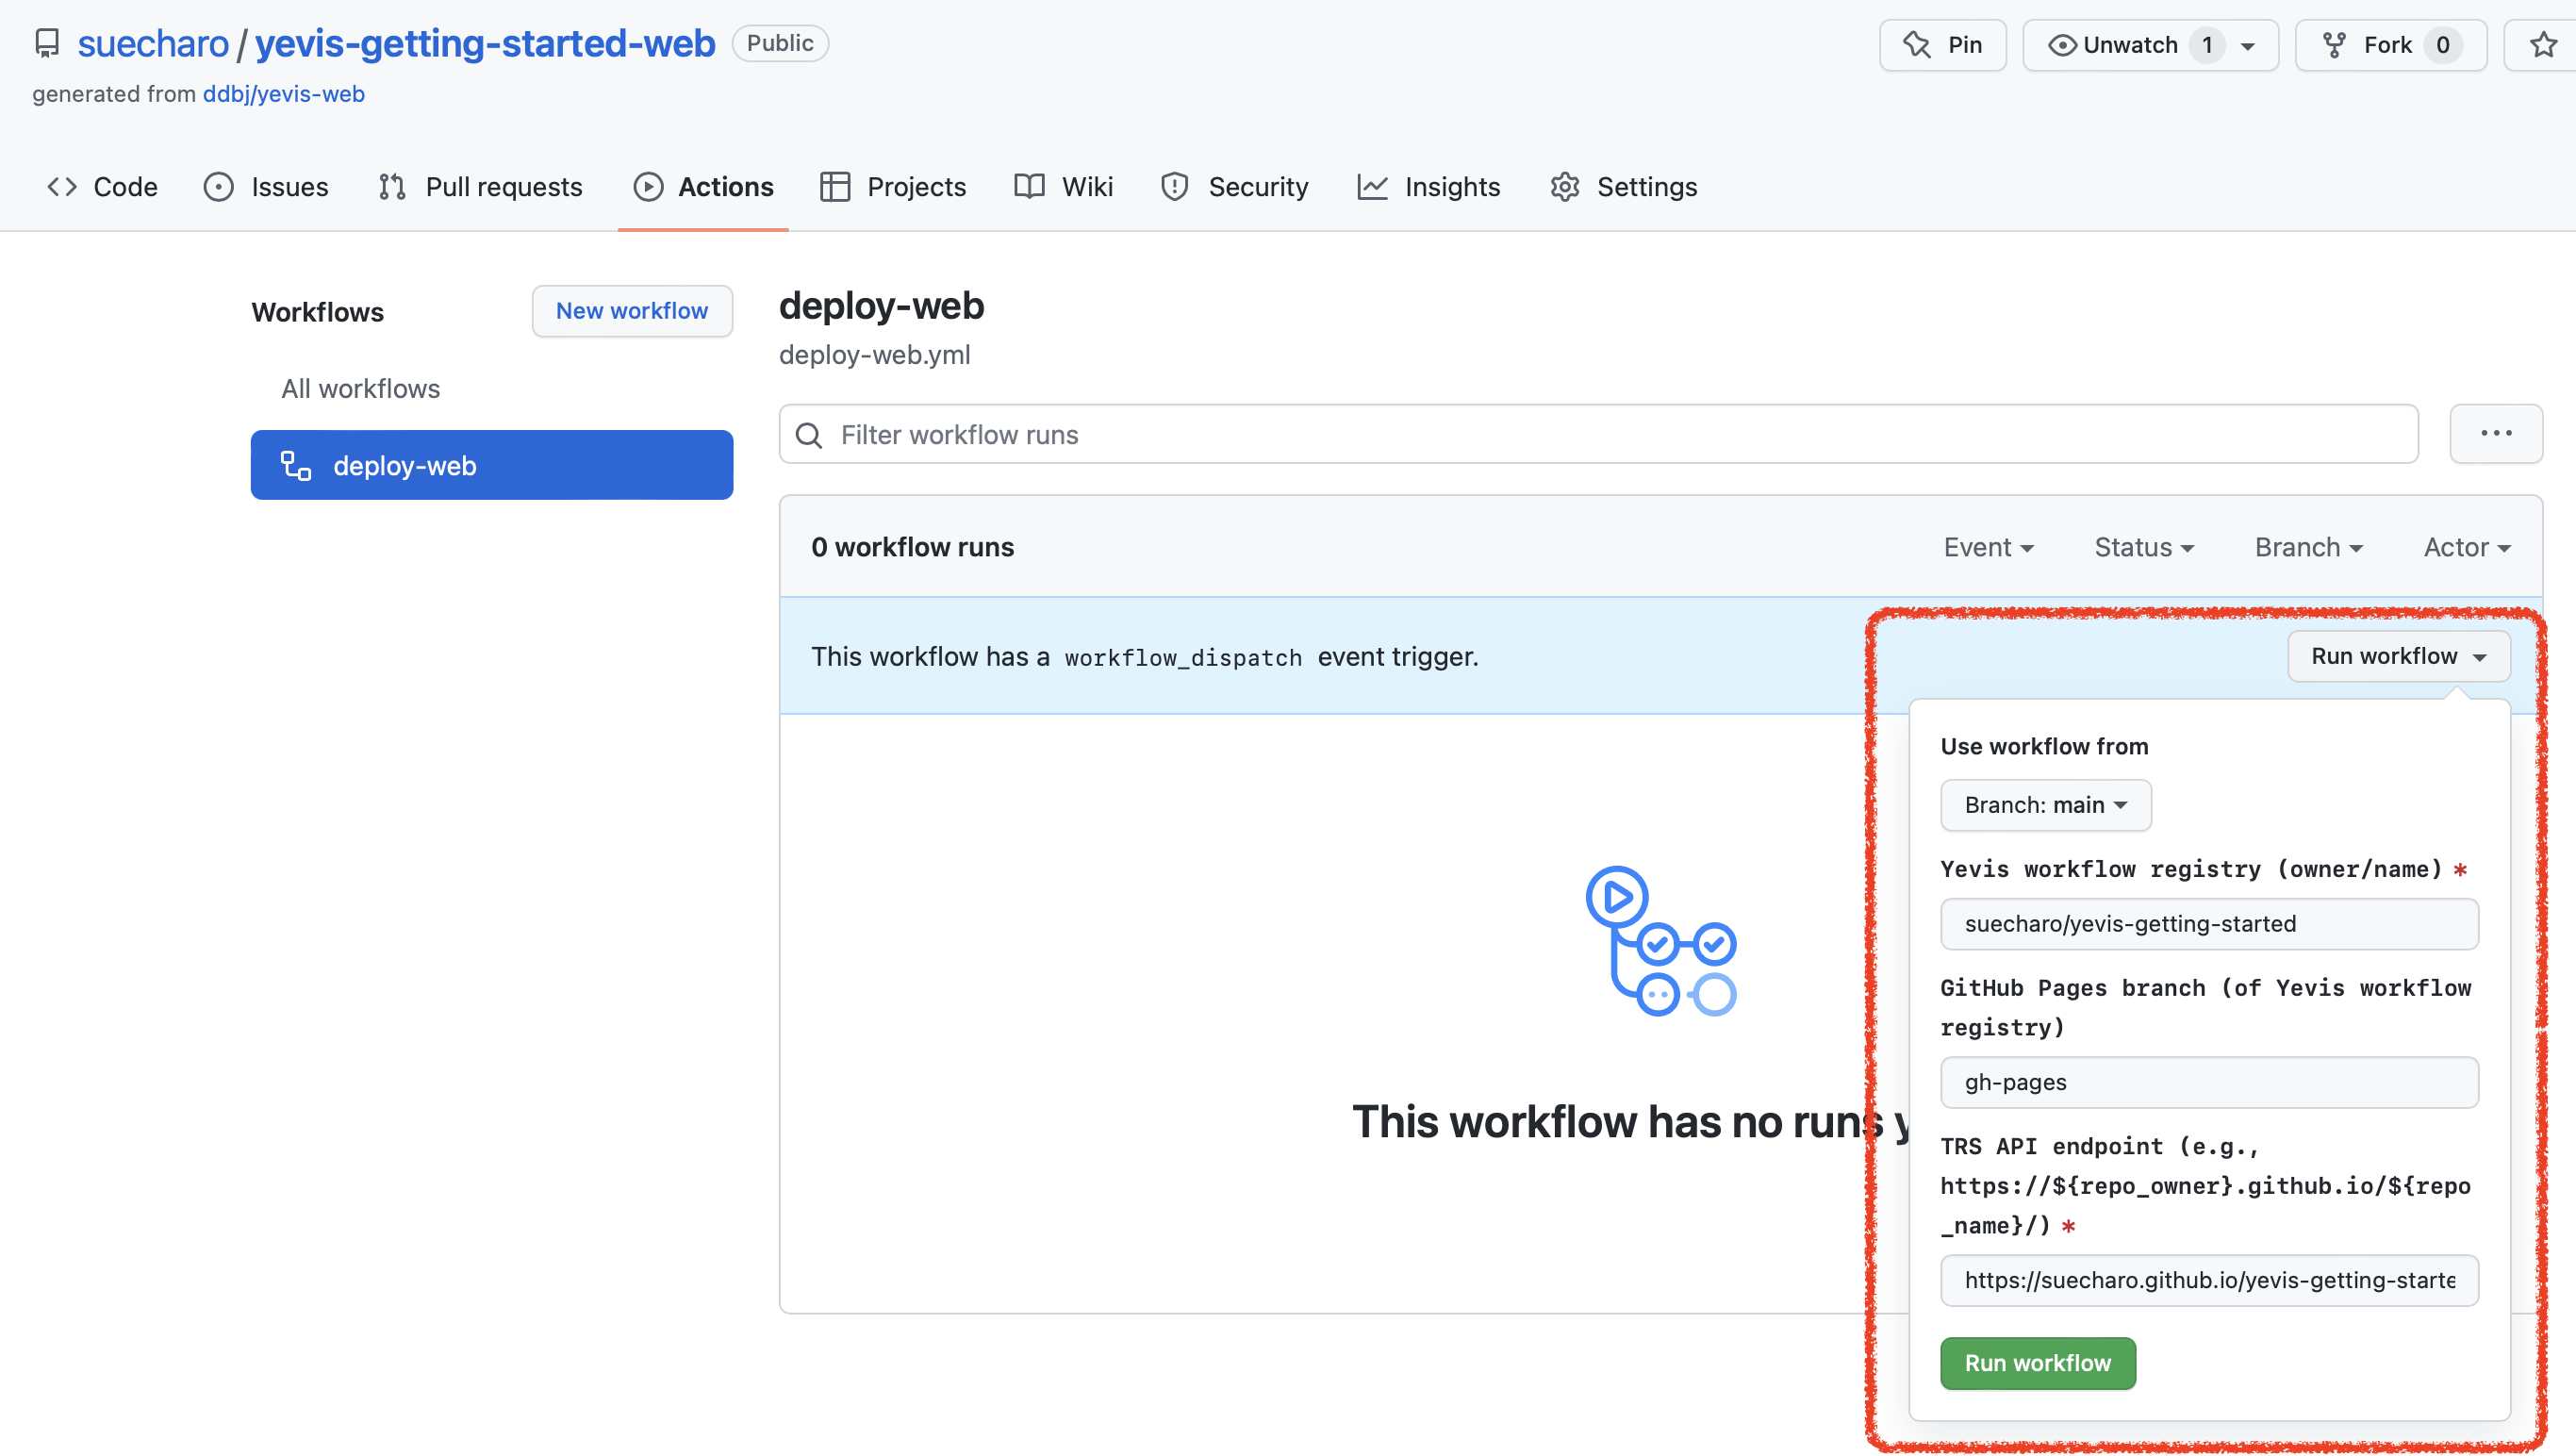 suecharo / yevis-getting-started-web Public
Pin
Unwatch 1
Fork 0
generated from ddbj/yevis-web
Code
Issues
Pull requests
Actions
Projects
Wiki
Security
Insights
Settings
Workflows
New workflow
All workflows
deploy-web
deploy-web
deploy-web.yml
Filter workflow runs
0 workflow runs
Event
Status
Branch
Actor
This workflow has a workflow_dispatch event trigger.
Run workflow
This workflow has no runs y
Use workflow from
Branch: main
Yevis workflow registry (owner/name) *
suecharo/yevis-getting-started
GitHub Pages branch (of Yevis workflow
registry)
gh-pages
TRS API endpoint (e.g.,
https://${repo_owner}.github.io/${repo
_name}/) *
https://suecharo.github.io/yevis-getting-starte
Run workflow